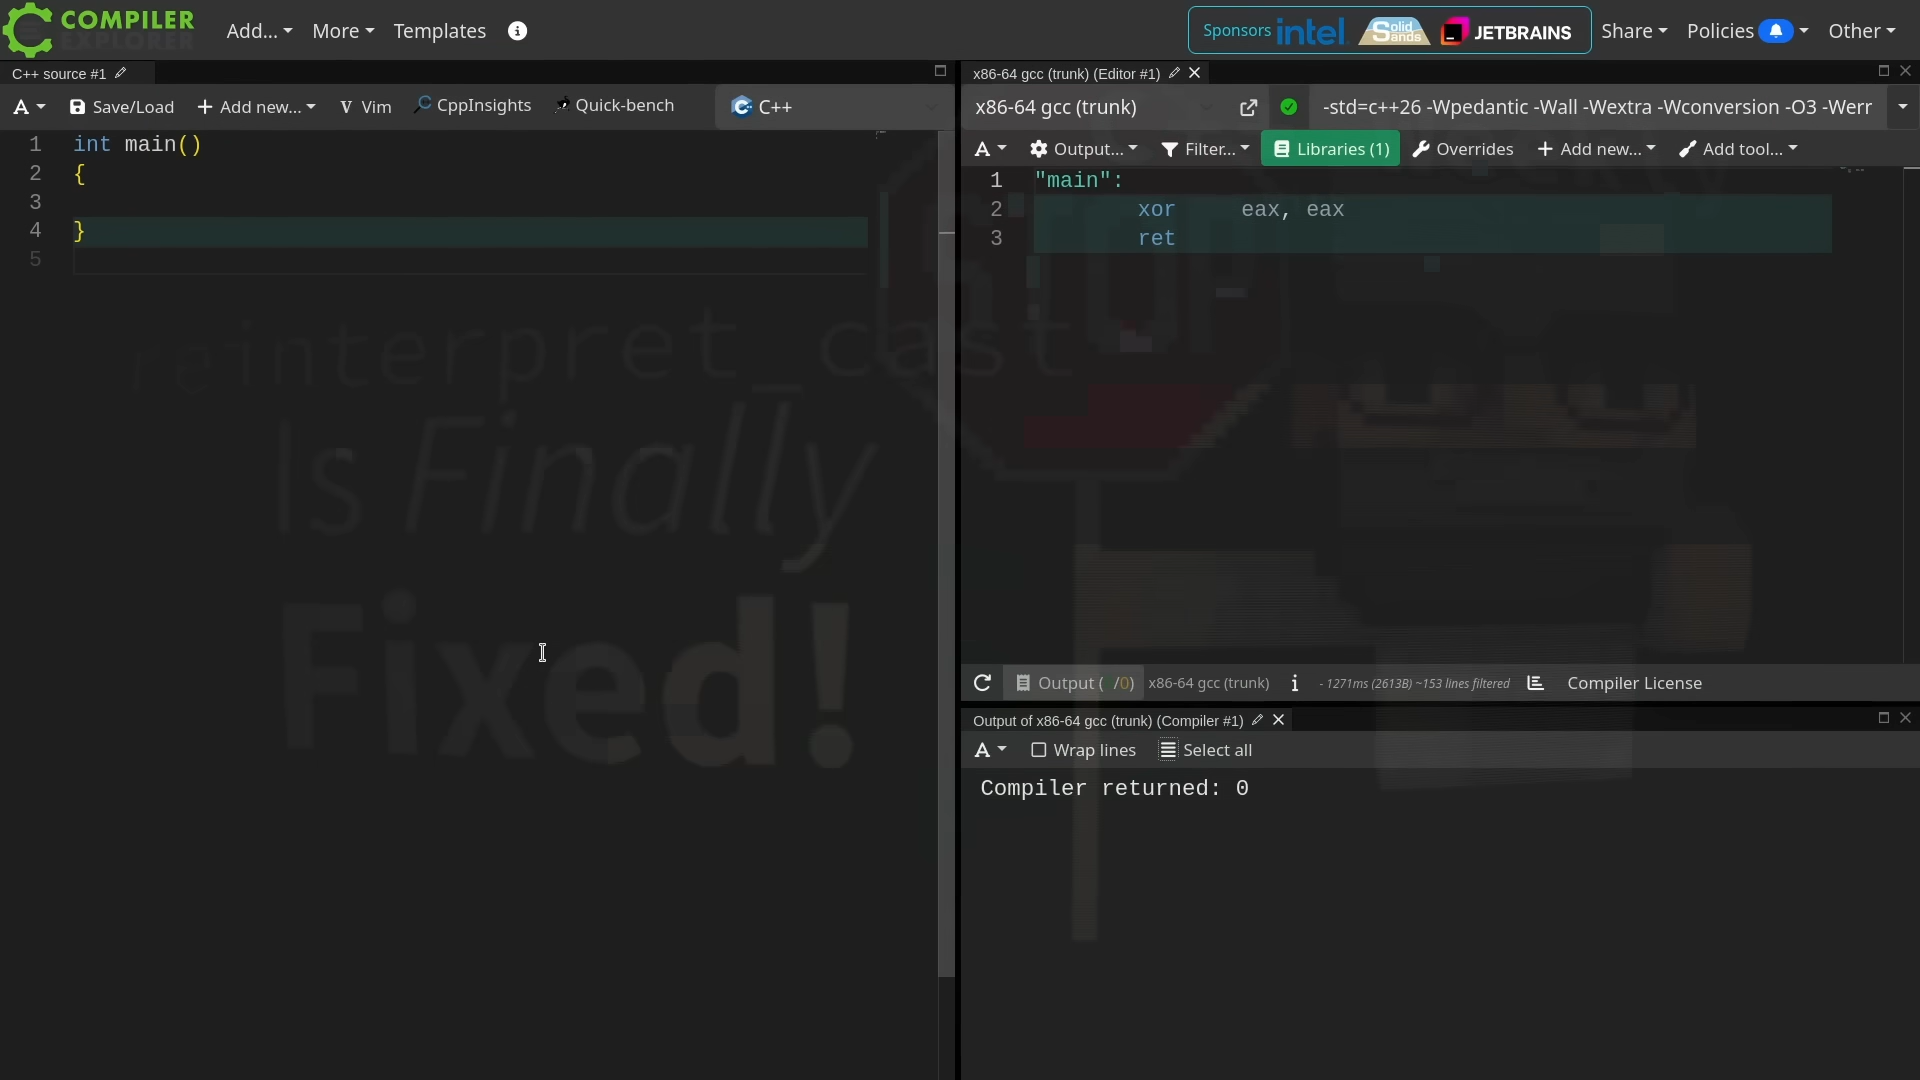 COMPILER
EXPLORER
Add...
More
Templates
Sponsors
intel
Solid Sands
JETBRAINS
Share
Policies
Other
C++ source #1
A
Save/Load
+ Add new...
V Vim
CppInsights
Quick-bench
C++
1 int main()
2 {
3
4 }
5
reinterpret_cast
Is Finally
Fixed!
x86-64 gcc (trunk) (Editor #1)
x86-64 gcc (trunk)
-std=c++26 -Wpedantic -Wall -Wextra -Wconversion -O3 -Werr
A
Output...
Filter...
Libraries (1)
Overrides
+ Add new...
Add tool...
1 "main":
2 xor eax, eax
3 ret
Output ( /0)
x86-64 gcc (trunk)
i
- 1271ms (2613B) ~153 lines filtered
Compiler License
Output of x86-64 gcc (trunk) (Compiler #1)
A
Wrap lines
Select all
Compiler returned: 0